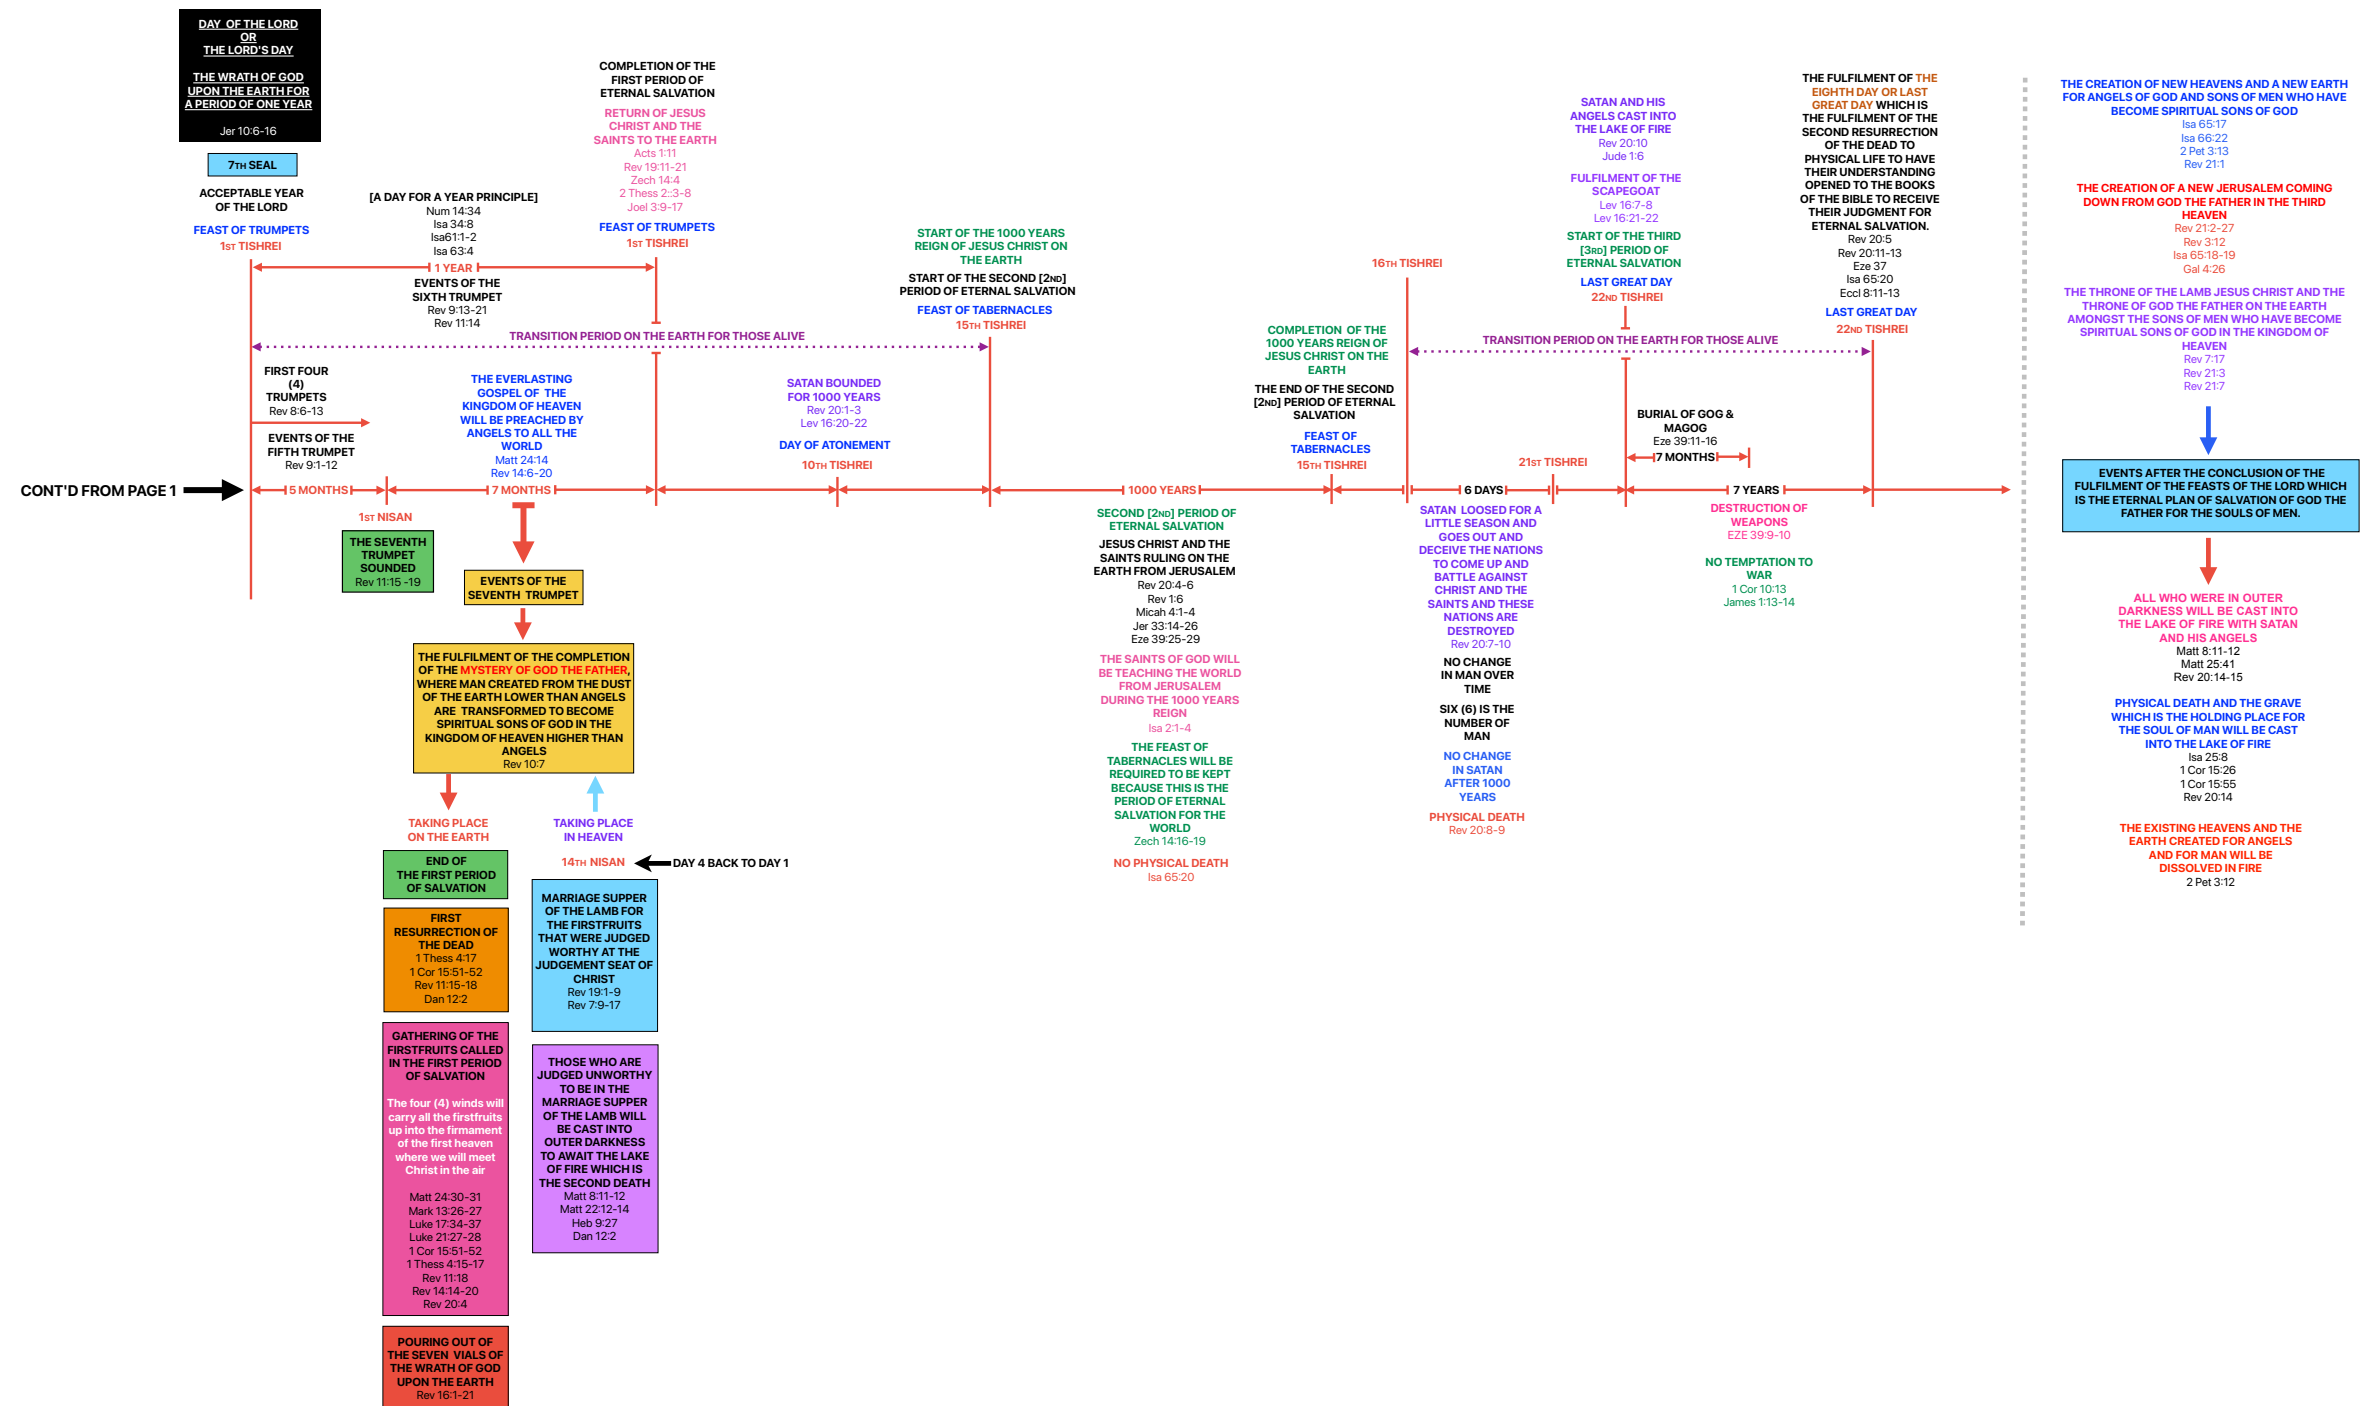 DAY OF THE LORD
OR
THE LORD'S DAY
THE WRATH OF GOD
UPON THE EARTH FOR
A PERIOD OF ONE YEAR
Jer 10:6-16
7TH SEAL
ACCEPTABLE YEAR
OF THE LORD
FEAST OF TRUMPETS
1ST TISHREI
[A DAY FOR A YEAR PRINCIPLE]
Num 14:34
Isa 34:8
Isa61:1-2
Isa 63:4
1 YEAR
EVENTS OF THE
SIXTH TRUMPET
Rev 9:13-21
Rev 11:14
COMPLETION OF THE
FIRST PERIOD OF
ETERNAL SALVATION
RETURN OF JESUS
CHRIST AND THE
SAINTS TO THE EARTH
Acts 1:11
Rev 19:11-21
Zech 14:4
2 Thess 2::3-8
Joel 3:9-17
FEAST OF TRUMPETS
1ST TISHREI
TRANSITION PERIOD ON THE EARTH FOR THOSE ALIVE
START OF THE 1000 YEARS
REIGN OF JESUS CHRIST ON
THE EARTH
START OF THE SECOND [2ND]
PERIOD OF ETERNAL SALVATION
FEAST OF TABERNACLES
15TH TISHREI
FIRST FOUR
(4)
TRUMPETS
Rev 8:6-13
EVENTS OF THE
FIFTH TRUMPET
Rev 9:1-12
THE EVERLASTING
GOSPEL OF THE
KINGDOM OF HEAVEN
WILL BE PREACHED BY
ANGELS TO ALL THE
WORLD
Matt 24:14
Rev 14:6-20
SATAN BOUNDED
FOR 1000 YEARS
Rev 20:1-3
Lev 16:20-22
DAY OF ATONEMENT
10TH TISHREI
CONT'D FROM PAGE 1
5 MONTHS
7 MONTHS
1ST NISAN
THE SEVENTH
TRUMPET
SOUNDED
Rev 11:15 -19
EVENTS OF THE
SEVENTH TRUMPET
THE FULFILMENT OF THE COMPLETION
OF THE MYSTERY OF GOD THE FATHER,
WHERE MAN CREATED FROM THE DUST
OF THE EARTH LOWER THAN ANGELS
ARE TRANSFORMED TO BECOME
SPIRITUAL SONS OF GOD IN THE
KINGDOM OF HEAVEN HIGHER THAN
ANGELS
Rev 10:7
TAKING PLACE
ON THE EARTH
END OF
THE FIRST PERIOD
OF SALVATION
FIRST
RESURRECTION OF
THE DEAD
1 Thess 4:17
1 Cor 15:51-52
Rev 11:15-18
Dan 12:2
GATHERING OF THE
FIRSTFRUITS CALLED
IN THE FIRST PERIOD
OF SALVATION
The four (4) winds will
carry all the firstfruits
up into the firmament
of the first heaven
where we will meet
Christ in the air
Matt 24:30-31
Mark 13:26-27
Luke 17:34-37
Luke 21:27-28
1 Cor 15:51-52
1 Thess 4:15-17
Rev 11:18
Rev 14:14-20
Rev 20:4
POURING OUT OF
THE SEVEN VIALS OF
THE WRATH OF GOD
UPON THE EARTH
Rev 16:1-21
TAKING PLACE
IN HEAVEN
14TH NISAN
DAY 4 BACK TO DAY 1
MARRIAGE SUPPER
OF THE LAMB FOR
THE FIRSTFRUITS
THAT WERE JUDGED
WORTHY AT THE
JUDGEMENT SEAT OF
CHRIST
Rev 19:1-9
Rev 7:9-17
THOSE WHO ARE
JUDGED UNWORTHY
TO BE IN THE
MARRIAGE SUPPER
OF THE LAMB WILL
BE CAST INTO
OUTER DARKNESS
TO AWAIT THE LAKE
OF FIRE WHICH IS
THE SECOND DEATH
Matt 8:11-12
Matt 22:12-14
Heb 9:27
Dan 12:2
1000 YEARS
SECOND [2ND] PERIOD OF
ETERNAL SALVATION
JESUS CHRIST AND THE
SAINTS RULING ON THE
EARTH FROM JERUSALEM
Rev 20:4-6
Rev 1:6
Micah 4:1-4
Jer 33:14-26
Eze 39:25-29
THE SAINTS OF GOD WILL
BE TEACHING THE WORLD
FROM JERUSALEM
DURING THE 1000 YEARS
REIGN
Isa 2:1-4
THE FEAST OF
TABERNACLES WILL BE
REQUIRED TO BE KEPT
BECAUSE THIS IS THE
PERIOD OF ETERNAL
SALVATION FOR THE
WORLD
Zech 14:16-19
NO PHYSICAL DEATH
Isa 65:20
COMPLETION OF THE
1000 YEARS REIGN OF
JESUS CHRIST ON THE
EARTH
THE END OF THE SECOND
[2ND] PERIOD OF ETERNAL
SALVATION
FEAST OF
TABERNACLES
15TH TISHREI
16TH TISHREI
6 DAYS
SATAN LOOSED FOR A
LITTLE SEASON AND
GOES OUT AND
DECEIVE THE NATIONS
TO COME UP AND
BATTLE AGAINST
CHRIST AND THE
SAINTS AND THESE
NATIONS ARE
DESTROYED
Rev 20:7-10
NO CHANGE
IN MAN OVER
TIME
SIX (6) IS THE
NUMBER OF
MAN
NO CHANGE
IN SATAN
AFTER 1000
YEARS
PHYSICAL DEATH
Rev 20:8-9
21ST TISHREI
SATAN AND HIS
ANGELS CAST INTO
THE LAKE OF FIRE
Rev 20:10
Jude 1:6
FULFILMENT OF THE
SCAPEGOAT
Lev 16:7-8
Lev 16:21-22
START OF THE THIRD
[3RD] PERIOD OF
ETERNAL SALVATION
LAST GREAT DAY
22ND TISHREI
TRANSITION PERIOD ON THE EARTH FOR THOSE ALIVE
BURIAL OF GOG &
MAGOG
Eze 39:11-16
7 MONTHS
7 YEARS
DESTRUCTION OF
WEAPONS
EZE 39:9-10
NO TEMPTATION TO
WAR
1 Cor 10:13
James 1:13-14
THE FULFILMENT OF THE
EIGHTH DAY OR LAST
GREAT DAY WHICH IS
THE FULFILMENT OF THE
SECOND RESURRECTION
OF THE DEAD TO
PHYSICAL LIFE TO HAVE
THEIR UNDERSTANDING
OPENED TO THE BOOKS
OF THE BIBLE TO RECEIVE
THEIR JUDGMENT FOR
ETERNAL SALVATION.
Rev 20:5
Rev 20:11-13
Eze 37
Isa 65:20
Eccl 8:11-13
LAST GREAT DAY
22ND TISHREI
THE CREATION OF NEW HEAVENS AND A NEW EARTH
FOR ANGELS OF GOD AND SONS OF MEN WHO HAVE
BECOME SPIRITUAL SONS OF GOD
Isa 65:17
Isa 66:22
2 Pet 3:13
Rev 21:1
THE CREATION OF A NEW JERUSALEM COMING
DOWN FROM GOD THE FATHER IN THE THIRD
HEAVEN
Rev 21:2-27
Rev 3:12
Isa 65:18-19
Gal 4:26
THE THRONE OF THE LAMB JESUS CHRIST AND THE
THRONE OF GOD THE FATHER ON THE EARTH
AMONGST THE SONS OF MEN WHO HAVE BECOME
SPIRITUAL SONS OF GOD IN THE KINGDOM OF
HEAVEN
Rev 7:17
Rev 21:3
Rev 21:7
EVENTS AFTER THE CONCLUSION OF THE
FULFILMENT OF THE FEASTS OF THE LORD WHICH
IS THE ETERNAL PLAN OF SALVATION OF GOD THE
FATHER FOR THE SOULS OF MEN.
ALL WHO WERE IN OUTER
DARKNESS WILL BE CAST INTO
THE LAKE OF FIRE WITH SATAN
AND HIS ANGELS
Matt 8:11-12
Matt 25:41
Rev 20:14-15
PHYSICAL DEATH AND THE GRAVE
WHICH IS THE HOLDING PLACE FOR
THE SOUL OF MAN WILL BE CAST
INTO THE LAKE OF FIRE
Isa 25:8
1 Cor 15:26
1 Cor 15:55
Rev 20:14
THE EXISTING HEAVENS AND THE
EARTH CREATED FOR ANGELS
AND FOR MAN WILL BE
DISSOLVED IN FIRE
2 Pet 3:12